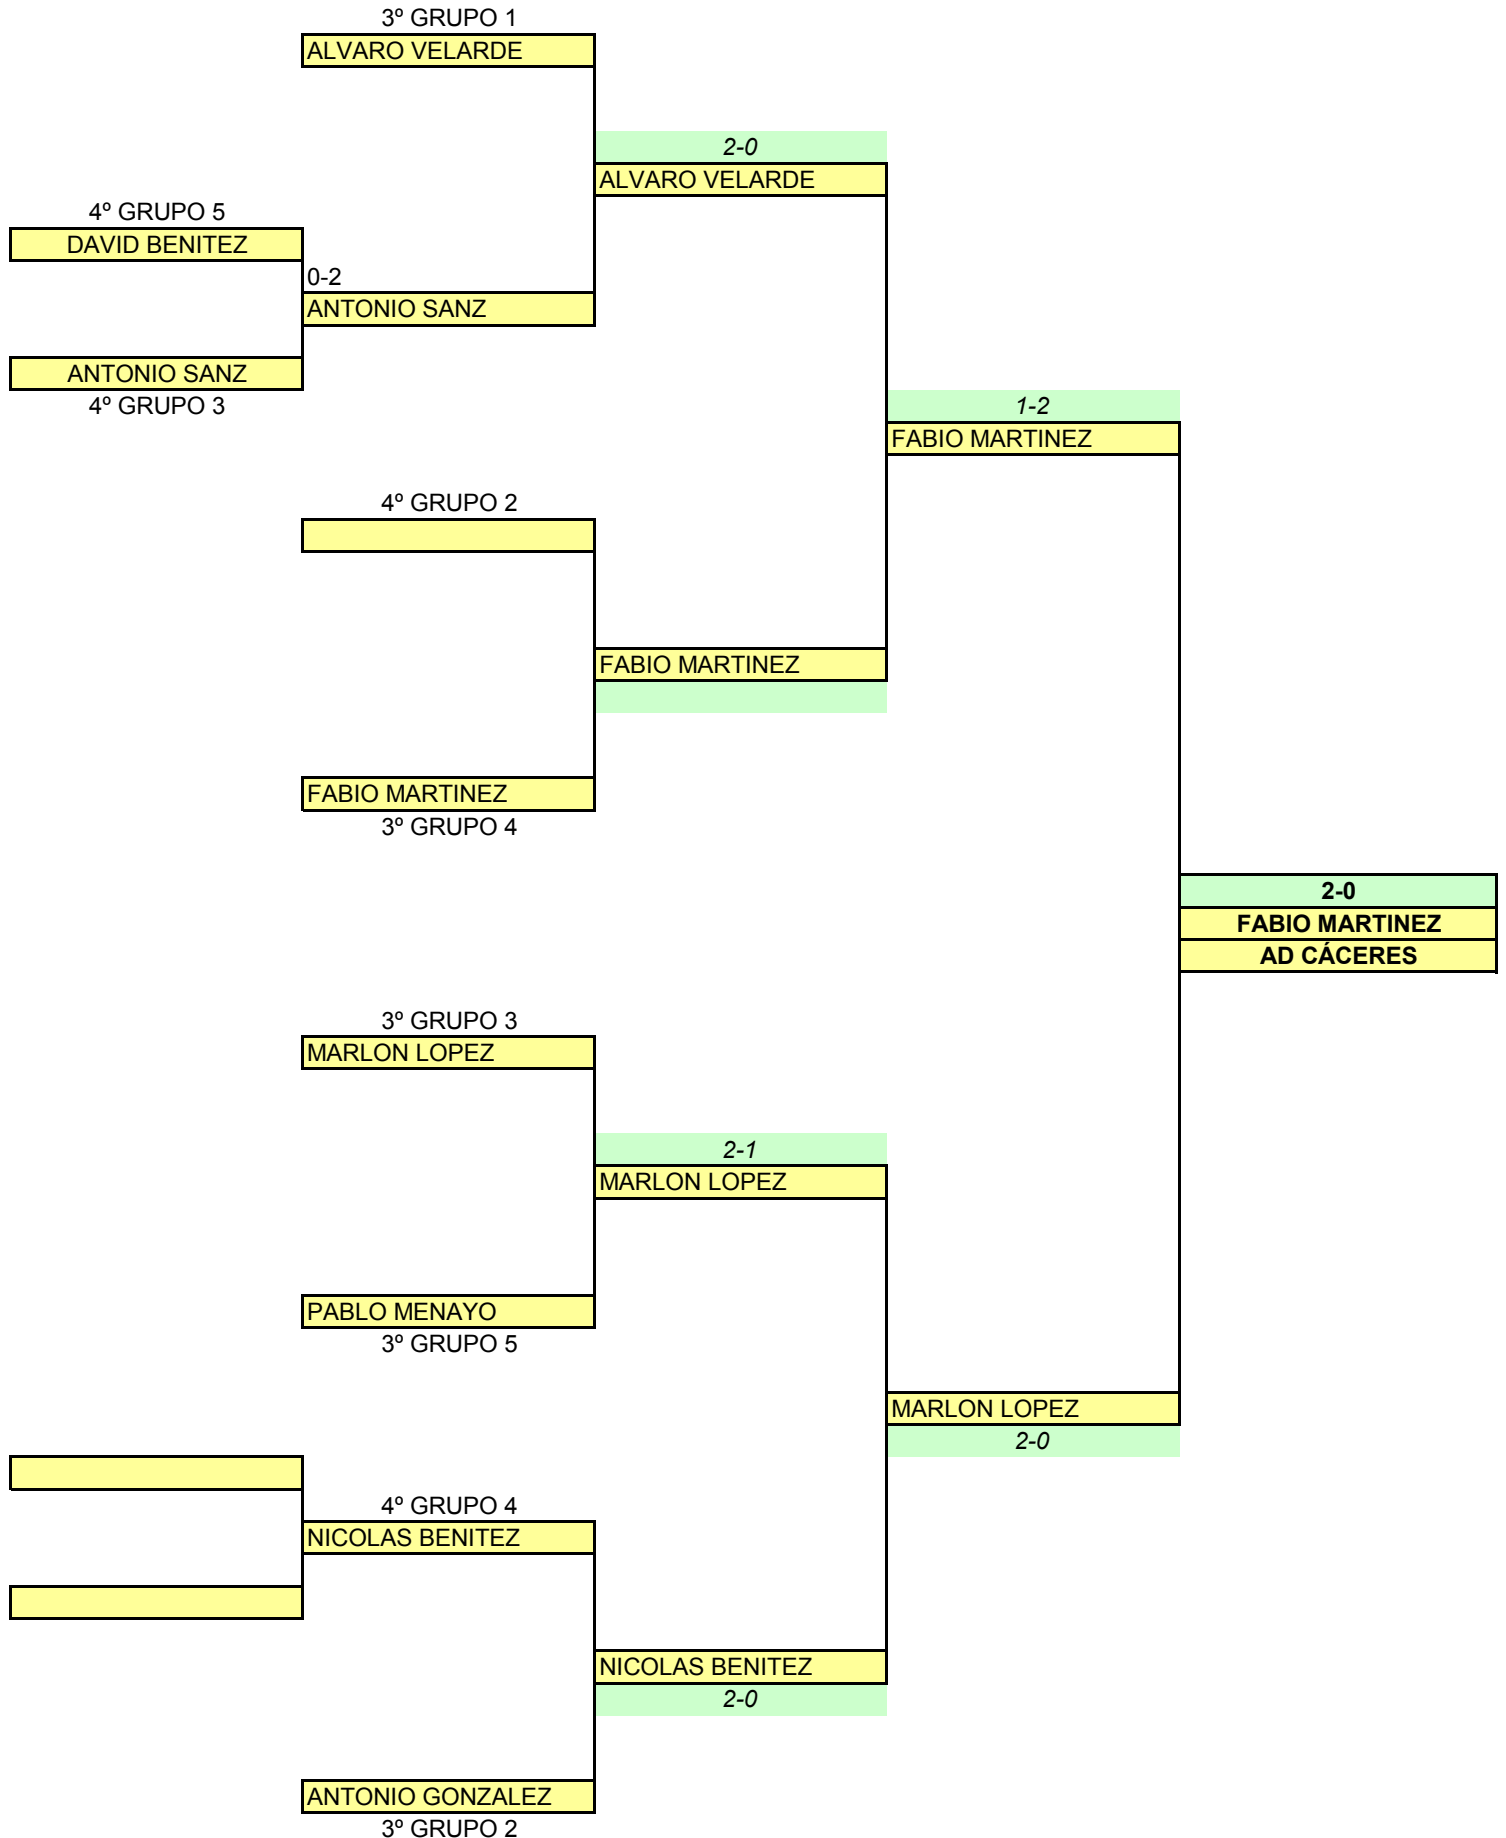 3º GRUPO 1
ALVARO VELARDE
2-0
ALVARO VELARDE
4º GRUPO 5
DAVID BENITEZ
0-2
ANTONIO SANZ
ANTONIO SANZ
4º GRUPO 3
1-2
FABIO MARTINEZ
4º GRUPO 2
FABIO MARTINEZ
FABIO MARTINEZ
3º GRUPO 4
2-0
FABIO MARTINEZ
AD CÁCERES
3º GRUPO 3
MARLON LOPEZ
2-1
MARLON LOPEZ
PABLO MENAYO
3º GRUPO 5
MARLON LOPEZ
2-0
4º GRUPO 4
NICOLAS BENITEZ
NICOLAS BENITEZ
2-0
ANTONIO GONZALEZ
3º GRUPO 2